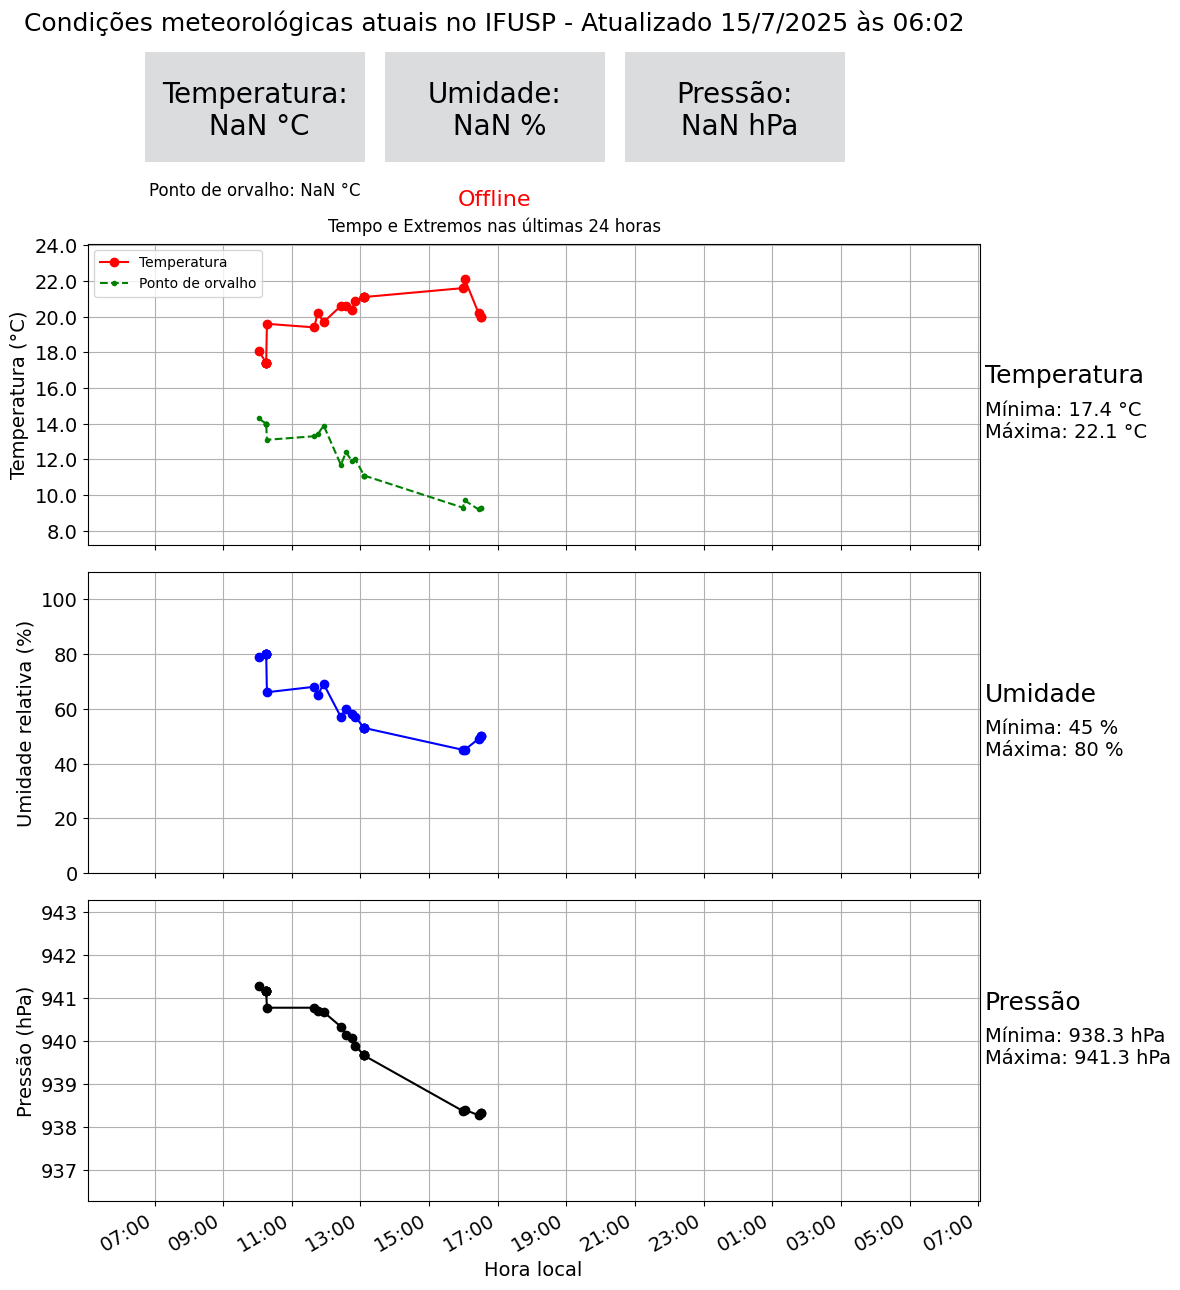 Condições meteorológicas atuais no IFUSP - Atualizado 15/7/2025 às 06:02
Temperatura:
NaN °C
Umidade:
NaN %
Pressão:
NaN hPa
Ponto de orvalho: NaN °C
Offline
Tempo e Extremos nas últimas 24 horas
Temperatura
Ponto de orvalho
Temperatura (°C)
24.0
22.0
20.0
18.0
16.0
14.0
12.0
10.0
8.0
Temperatura
Mínima: 17.4 °C
Máxima: 22.1 °C
Umidade relativa (%)
100
80
60
40
20
0
Umidade
Mínima: 45 %
Máxima: 80 %
Pressão (hPa)
943
942
941
940
939
938
937
Pressão
Mínima: 938.3 hPa
Máxima: 941.3 hPa
07:00 09:00 11:00 13:00 15:00 17:00 19:00 21:00 23:00 01:00 03:00 05:00 07:00
Hora local